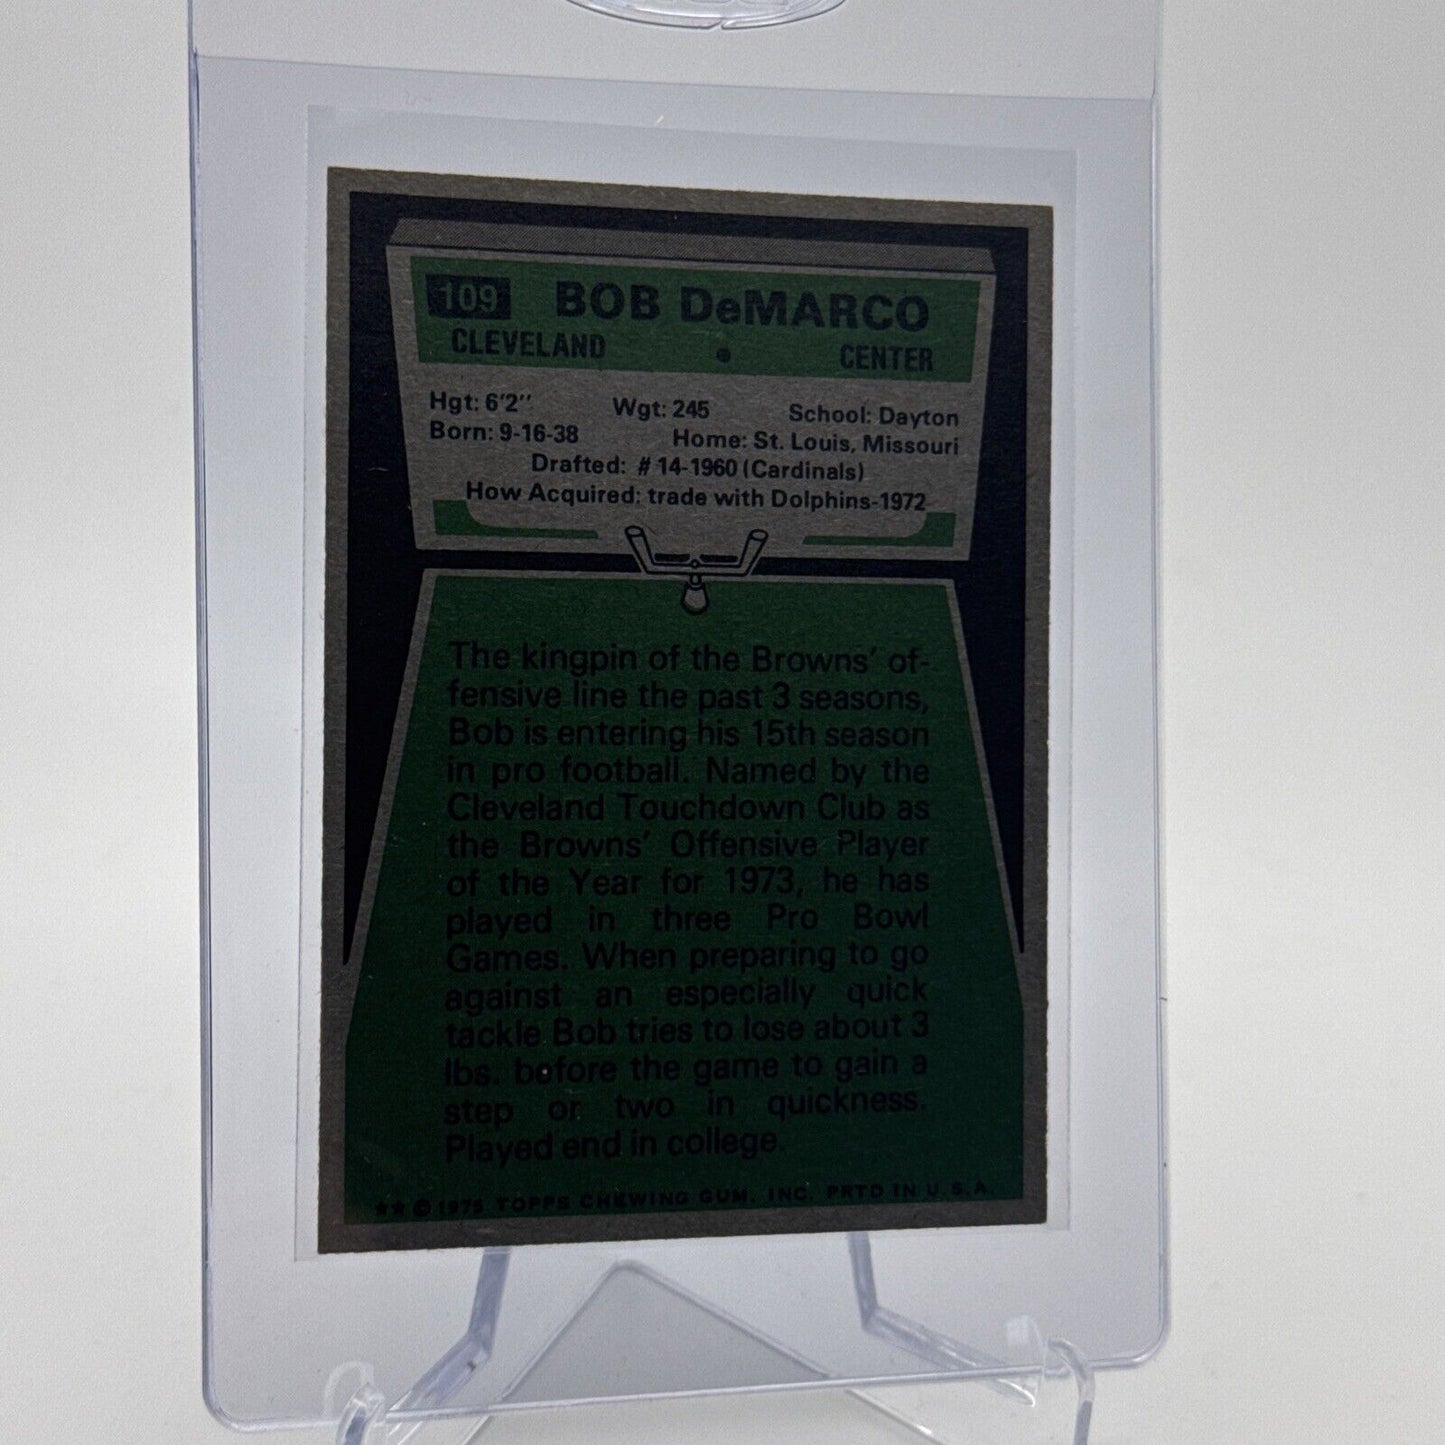 109 BOB DeMARCO
CLEVELAND • CENTER
Hgt: 6'2'' Wgt: 245 School: Dayton
Born: 9-16-38 Home: St. Louis, Missouri
Drafted: #14-1960 (Cardinals)
How Acquired: trade with Dolphins-1972
The kingpin of the Browns' of-
fensive line the past 3 seasons,
Bob is entering his 15th season
in pro football. Named by the
Cleveland Touchdown Club as
the Browns' Offensive Player
of the Year for 1973, he has
played in three Pro Bowl
Games. When preparing to go
against an especially quick
tackle Bob tries to lose about 3
lbs. before the game to gain a
step or two in quickness.
Played end in college.
★★ © 1975 TOPPS CHEWING GUM, INC. PRTD IN U.S.A.